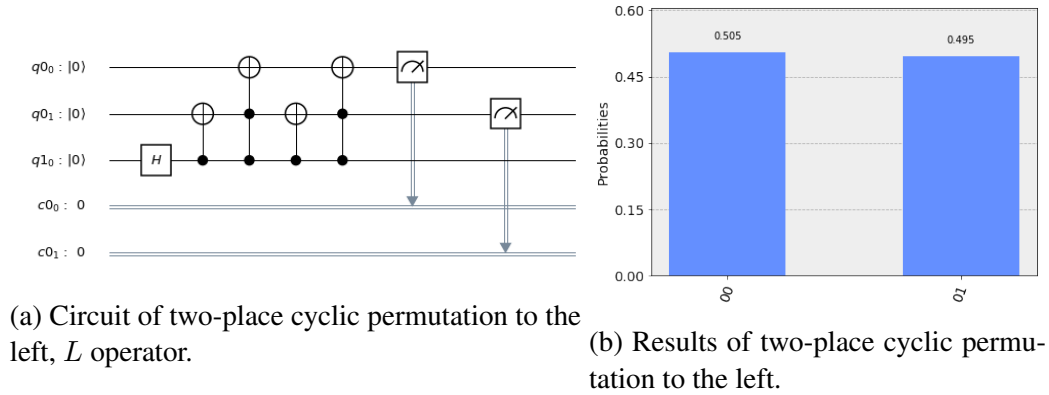 q0₀ : |0⟩
q0₁ : |0⟩
q1₀ : |0⟩
H
c0₀ : 0
c0₁ : 0
(a) Circuit of two-place cyclic permutation to the
left, L operator.
0.60
0.45
0.30
0.15
0.00
Probabilities
0.505
0.495
00
01
(b) Results of two-place cyclic permu-
tation to the left.